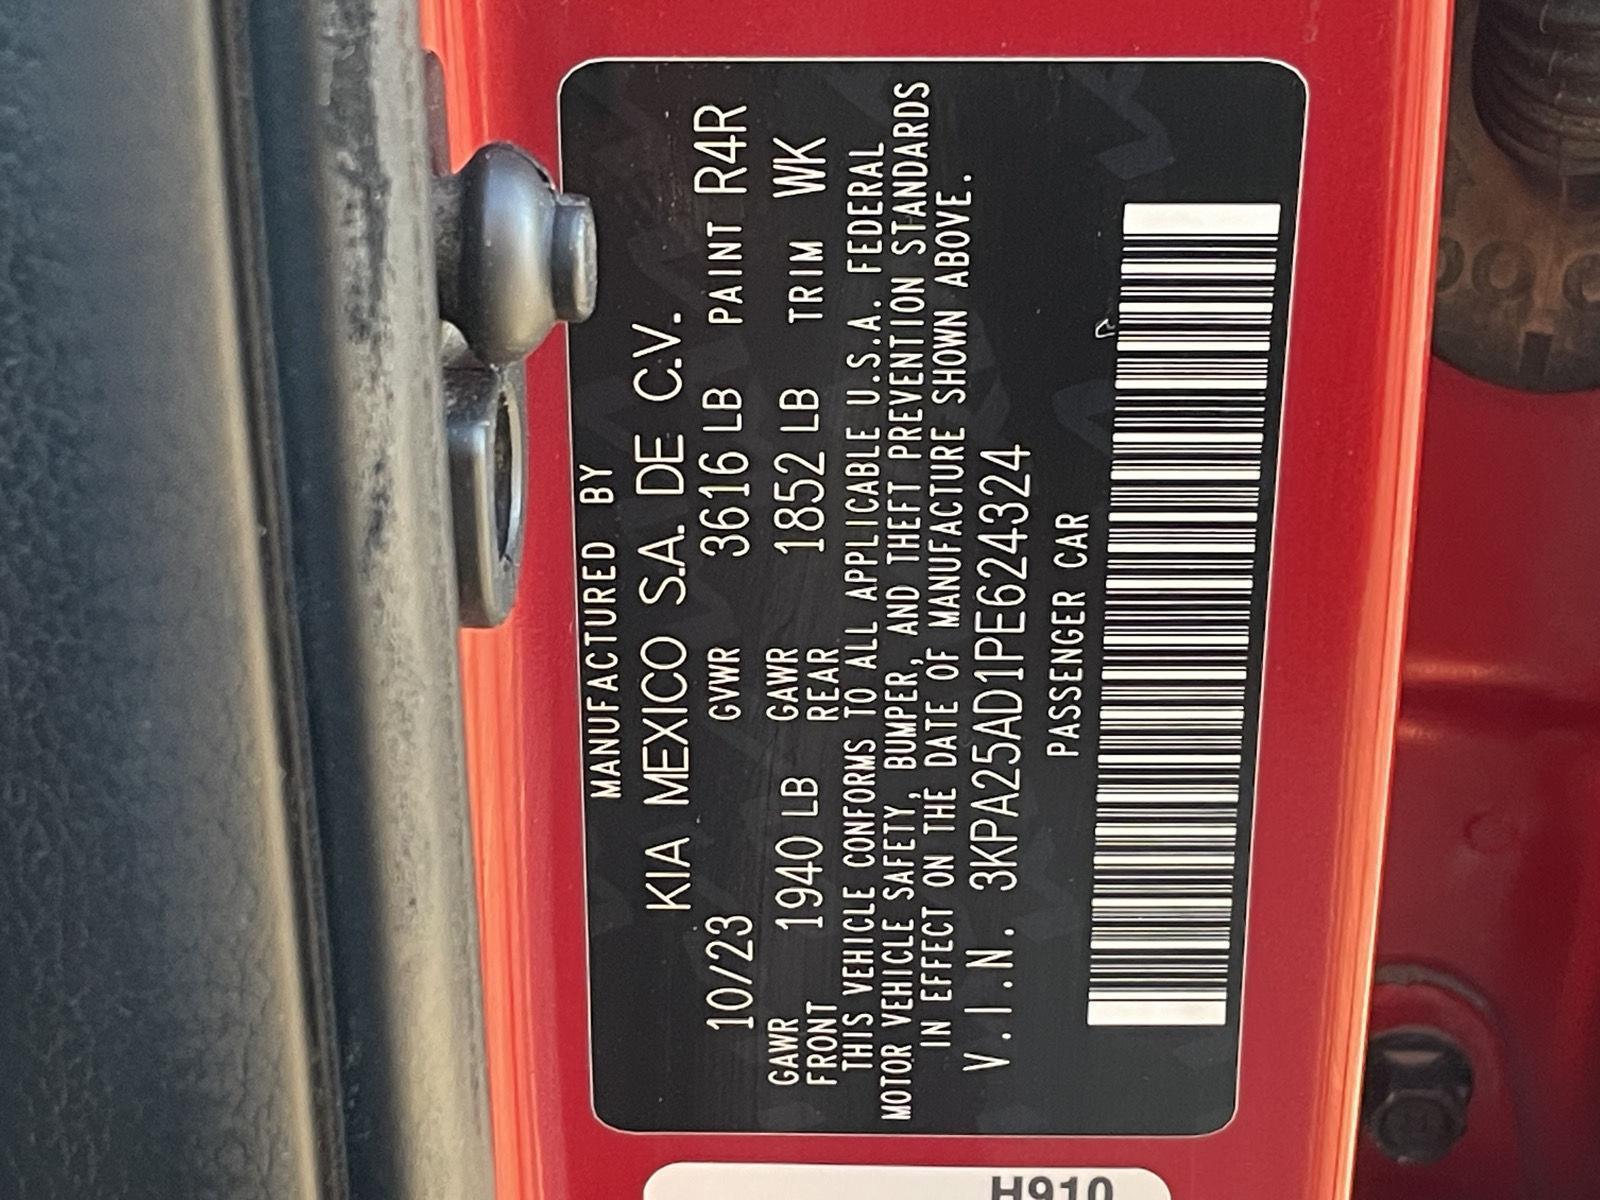 MANUFACTURED BY
KIA MEXICO S.A. DE C.V.
10/23 GVWR 3616 LB PAINT R4R
GAWR FRONT 1940 LB GAWR REAR 1852 LB TRIM WK
THIS VEHICLE CONFORMS TO ALL APPLICABLE U.S.A. FEDERAL
MOTOR VEHICLE SAFETY, BUMPER, AND THEFT PREVENTION STANDARDS
IN EFFECT ON THE DATE OF MANUFACTURE SHOWN ABOVE.
V.I.N. 3KPA25AD1PE624324
PASSENGER CAR
H910